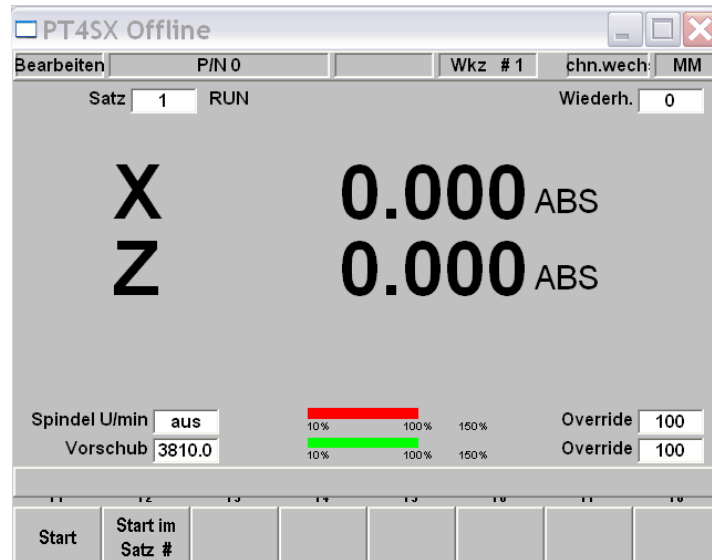 PT4SX Offline
Bearbeiten P/N 0 Wkz # 1 chn.wech MM
Satz 1 RUN Wiederh. 0
X 0.000 ABS
Z 0.000 ABS
Spindel U/min aus 10% 100% 150% Override 100
Vorschub 3810.0 10% 100% 150% Override 100
Start Start im
Satz #